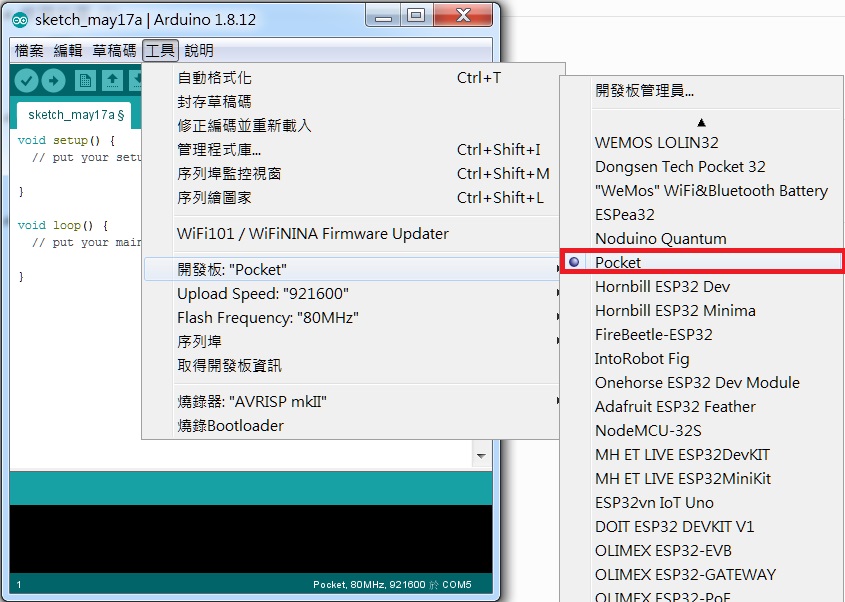 sketch_may17a | Arduino 1.8.12
檔案 編輯 草稿碼 工具 說明
sketch_may17a §
void setup() {
// put your setu
}
void loop() {
// put your main
}
自動格式化 Ctrl+T
封存草稿碼
修正編碼並重新載入
管理程式庫... Ctrl+Shift+I
序列埠監控視窗 Ctrl+Shift+M
序列繪圖家 Ctrl+Shift+L
WiFi101 / WiFiNINA Firmware Updater
開發板: "Pocket"
Upload Speed: "921600"
Flash Frequency: "80MHz"
序列埠
取得開發板資訊
燒錄器: "AVRISP mkII"
燒錄Bootloader
開發板管理員...
WEMOS LOLIN32
Dongsen Tech Pocket 32
"WeMos" WiFi&Bluetooth Battery
ESPea32
Noduino Quantum
Pocket
Hornbill ESP32 Dev
Hornbill ESP32 Minima
FireBeetle-ESP32
IntoRobot Fig
Onehorse ESP32 Dev Module
Adafruit ESP32 Feather
NodeMCU-32S
MH ET LIVE ESP32DevKIT
MH ET LIVE ESP32MiniKit
ESP32vn IoT Uno
DOIT ESP32 DEVKIT V1
OLIMEX ESP32-EVB
OLIMEX ESP32-GATEWAY
OLIMEX ESP32-PoE
1 Pocket, 80MHz, 921600 於 COM5